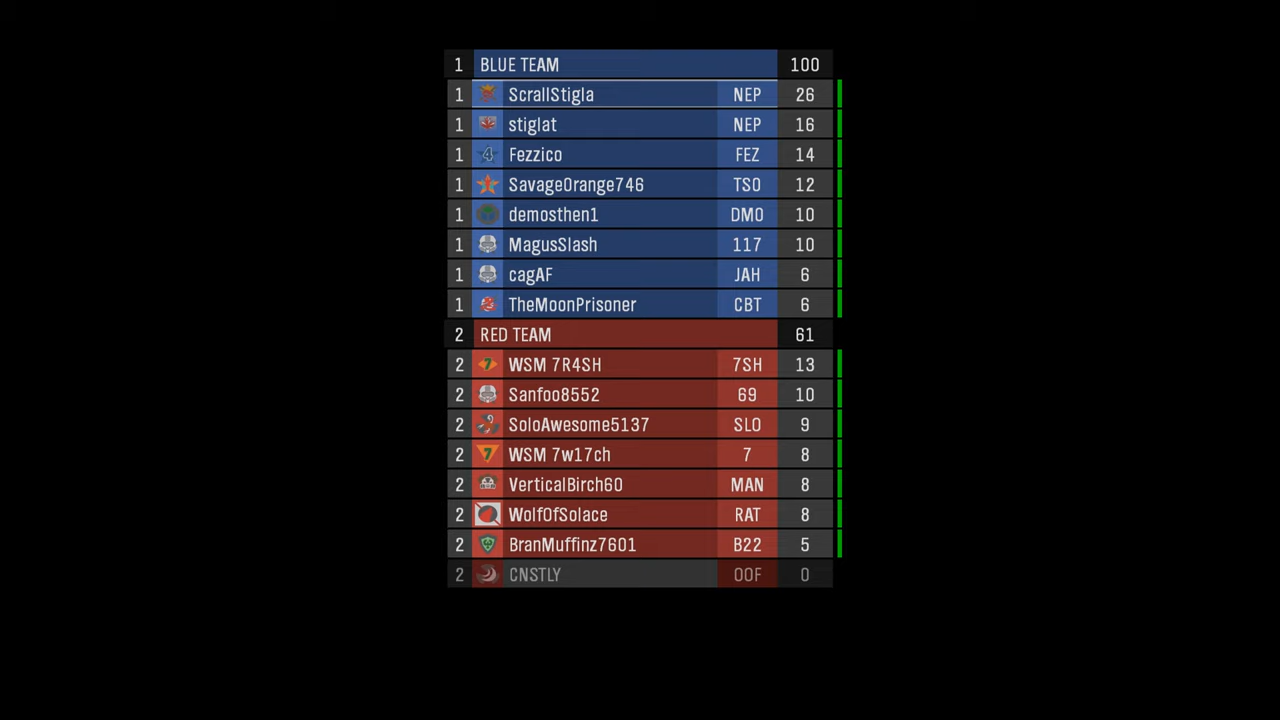 1 BLUE TEAM 100
1 ScrallStigla NEP 26
1 stiglat NEP 16
1 4 Fezzico FEZ 14
1 SavageOrange746 TSO 12
1 demosthen1 DMO 10
1 MagusSlash 117 10
1 cagAF JAH 6
1 TheMoonPrisoner CBT 6
2 RED TEAM 61
2 7 WSM 7R4SH 7SH 13
2 Sanfoo8552 69 10
2 SoloAwesome5137 SLO 9
2 7 WSM 7w17ch 7 8
2 VerticalBirch60 MAN 8
2 WolfOfSolace RAT 8
2 BranMuffinz7601 B22 5
2 CNSTLY OOF 0